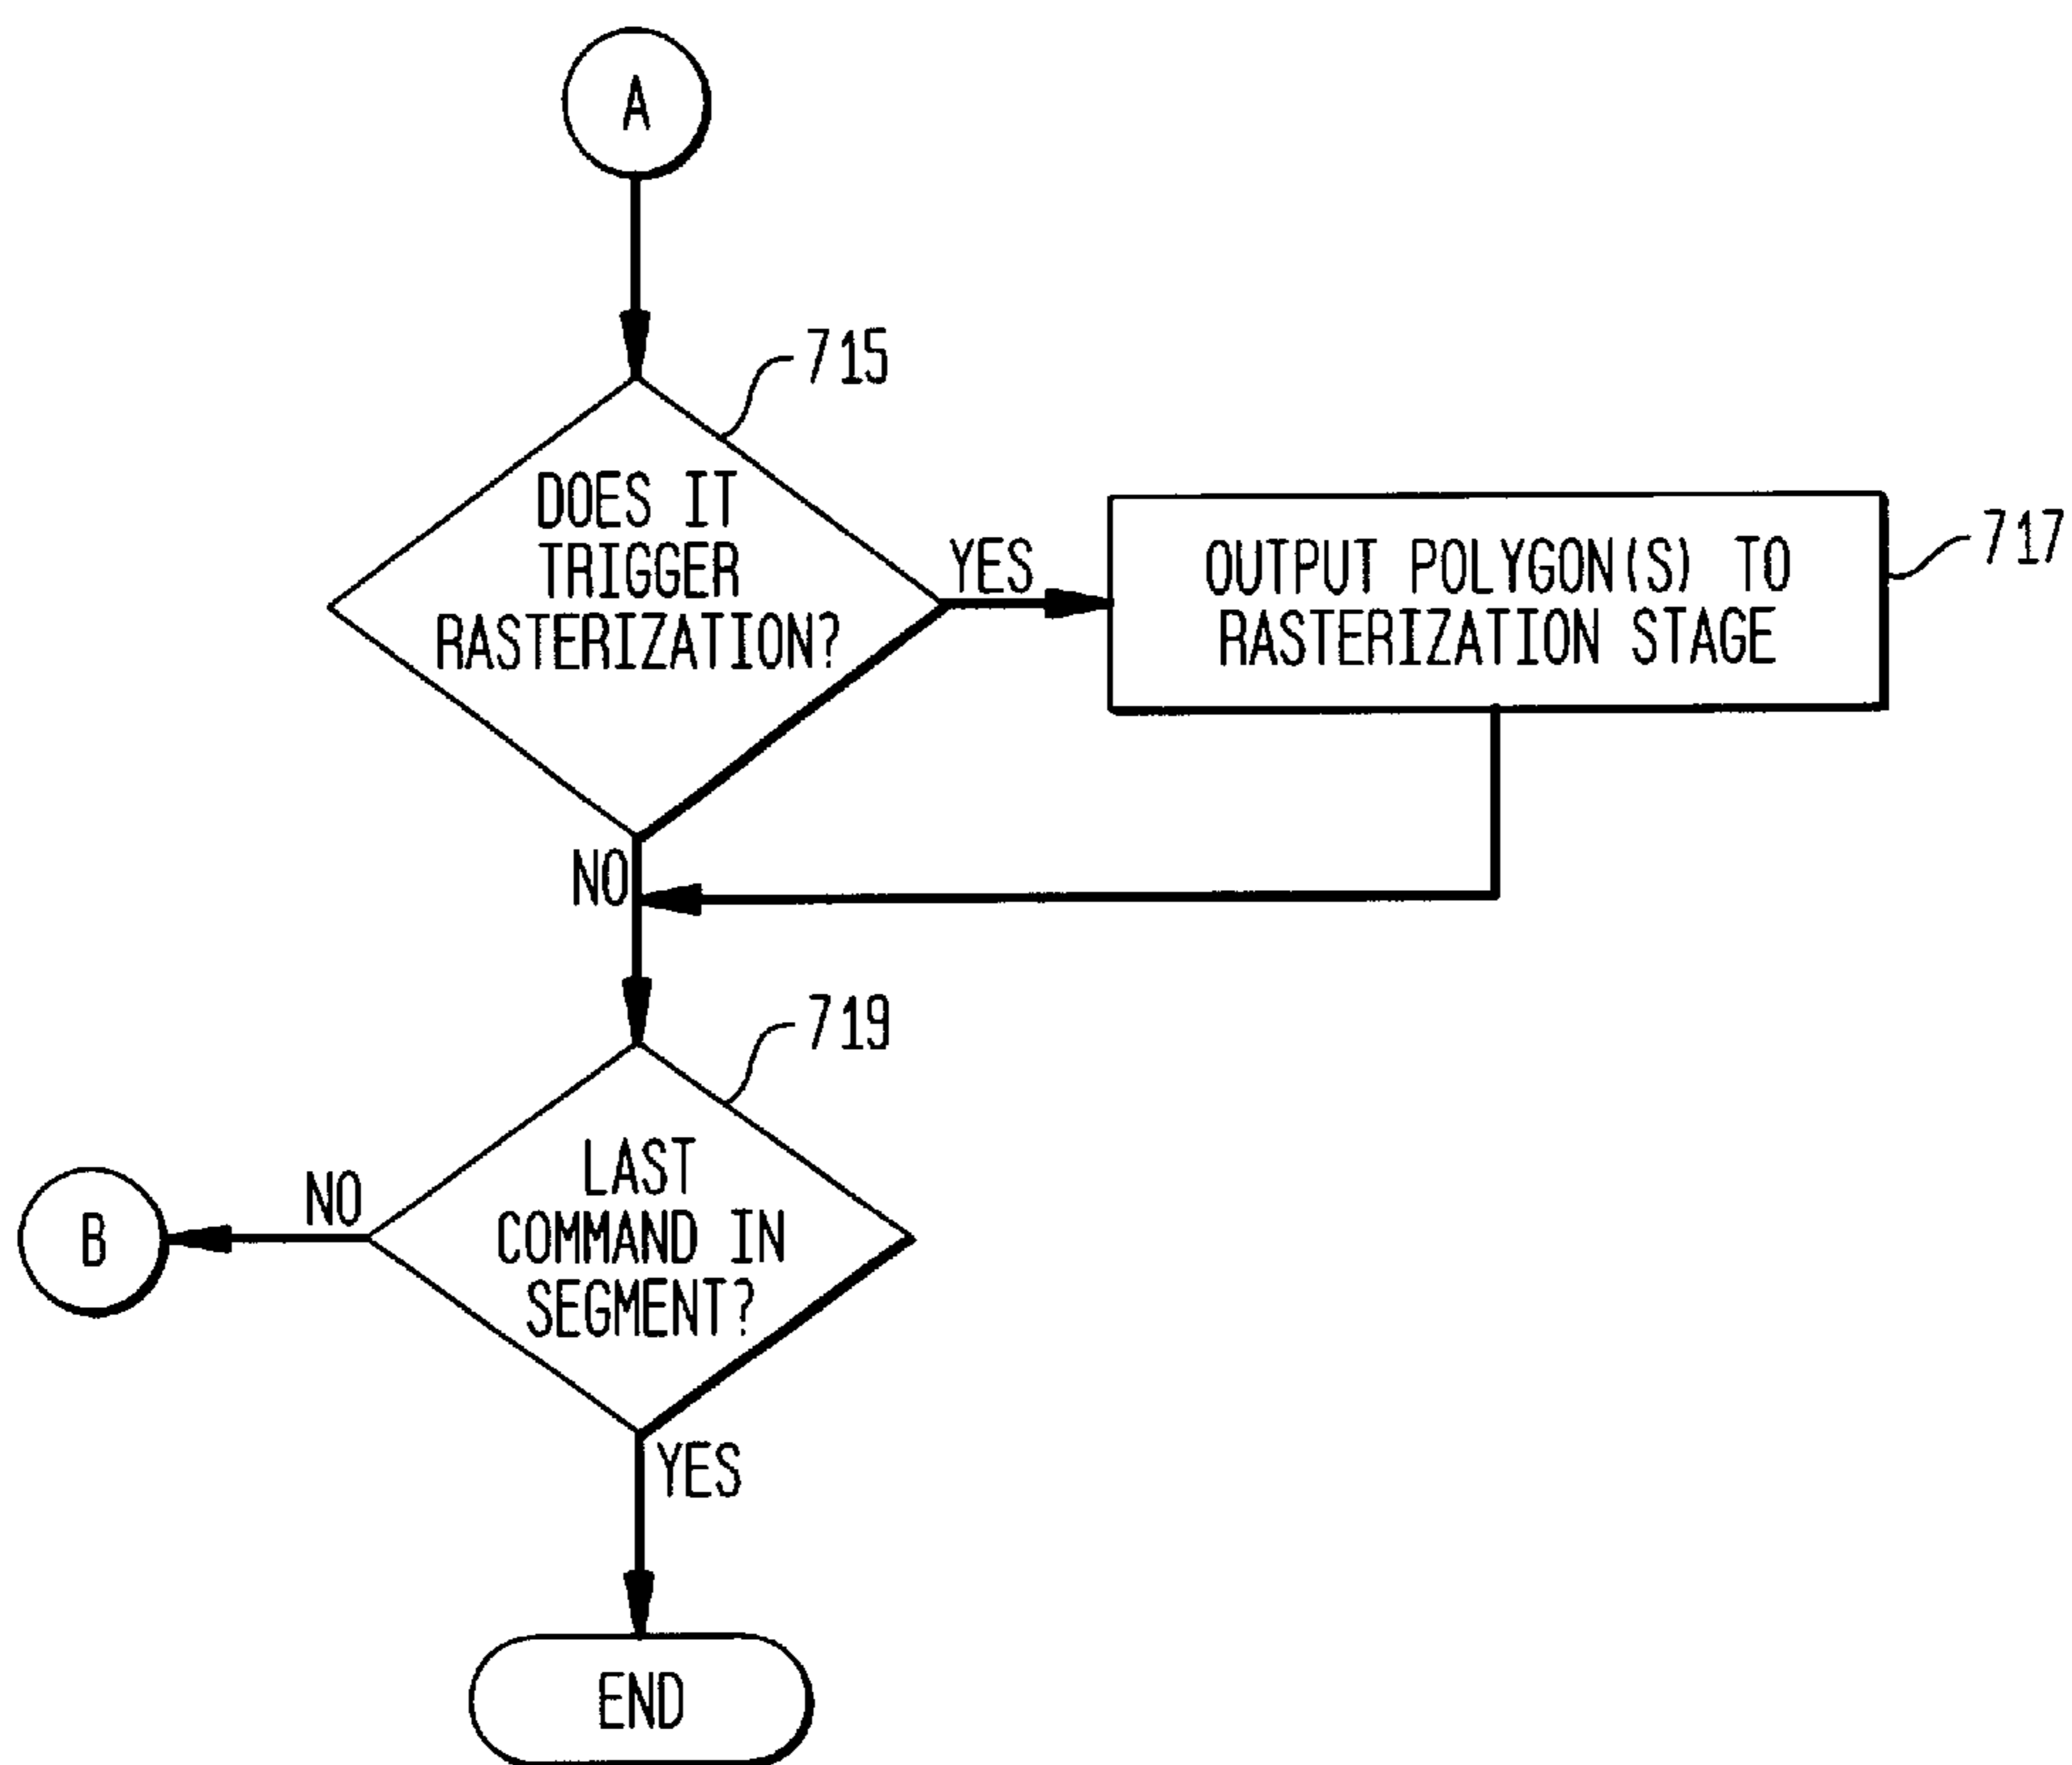 A
715
DOES IT
TRIGGER
RASTERIZATION?
YES
OUTPUT POLYGON(S) TO
RASTERIZATION STAGE
717
NO
719
LAST
COMMAND IN
SEGMENT?
NO
B
YES
END